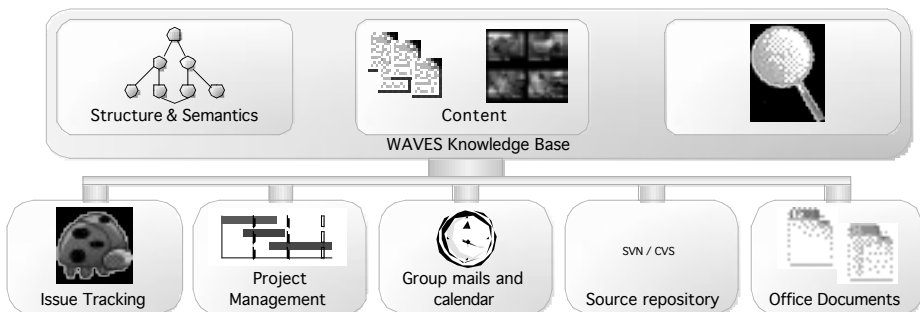 Structure & Semantics
Content
WAVES Knowledge Base
Issue Tracking
Project
Management
Group mails and
calendar
SVN / CVS
Source repository
Office Documents